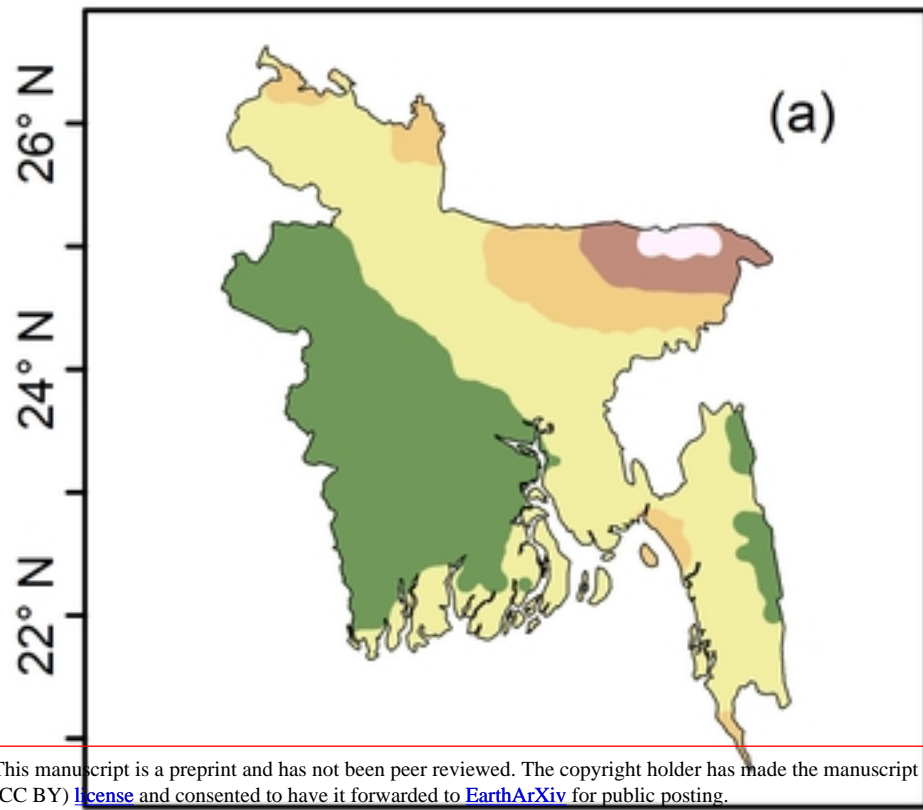 (a)
26° N
24° N
22° N
This manuscript is a preprint and has not been peer reviewed. The copyright holder has made the manuscript
CC BY) license and consented to have it forwarded to EarthArXiv for public posting.